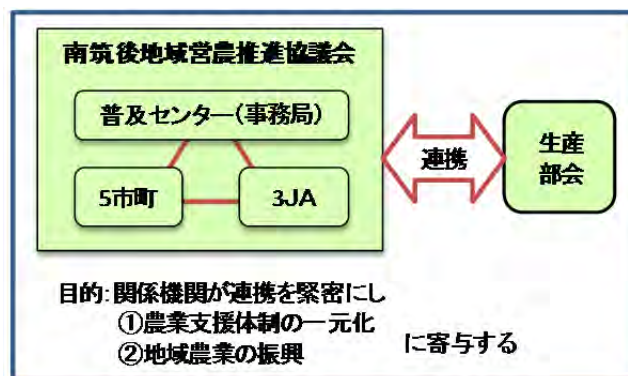 南筑後地域営農推進協議会
普及センター(事務局)
5市町
3JA
連携
生産
部会
目的:関係機関が連携を緊密にし
①農業支援体制の一元化
②地域農業の振興
に寄与する